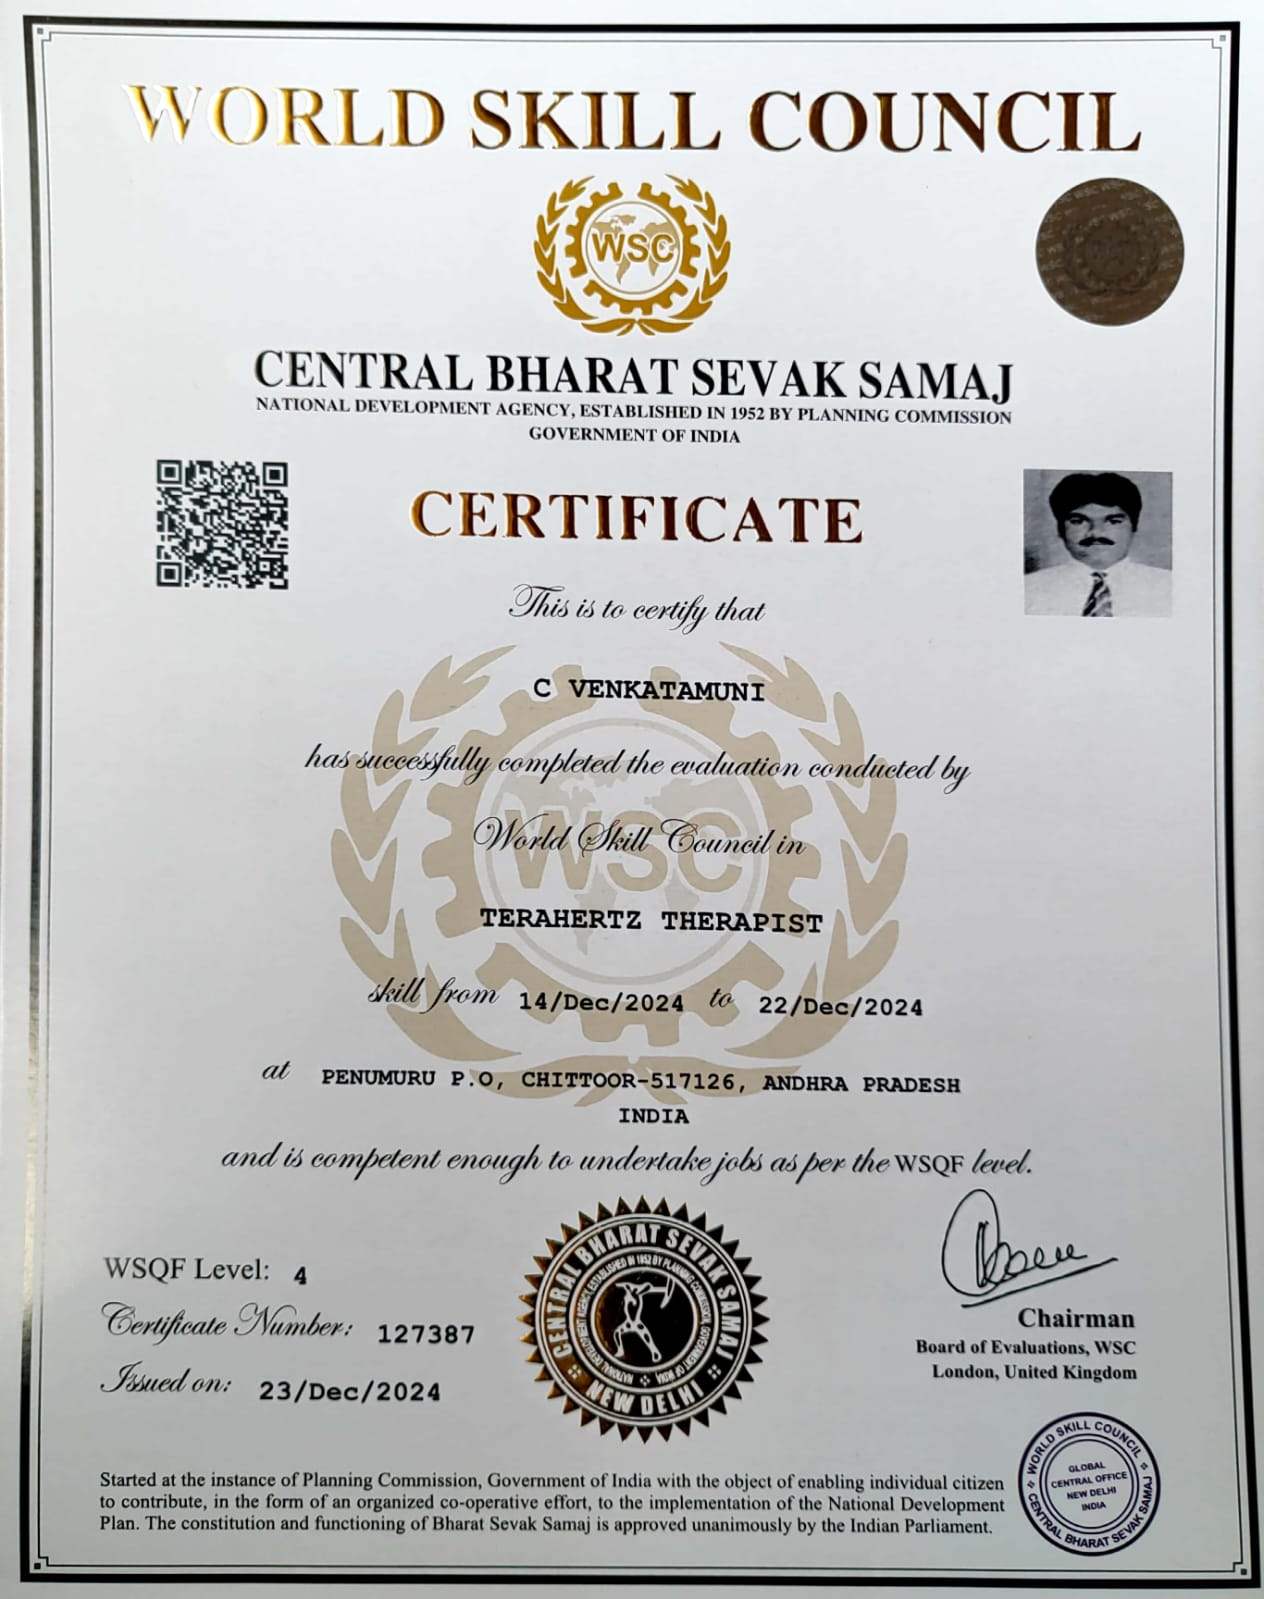 WORLD SKILL COUNCIL
WSC
CENTRAL BHARAT SEVAK SAMAJ
NATIONAL DEVELOPMENT AGENCY, ESTABLISHED IN 1952 BY PLANNING COMMISSION
GOVERNMENT OF INDIA
CERTIFICATE
This is to certify that
C VENKATAMUNI
has successfully completed the evaluation conducted by
WSC
World Skill Council in
TERAHERTZ THERAPIST
skill from 14/Dec/2024 to 22/Dec/2024
at PENUMURU P.O, CHITTOOR-517126, ANDHRA PRADESH
INDIA
and is competent enough to undertake jobs as per the WSQF level.
WSQF Level: 4
Certificate Number: 127387
Issued on: 23/Dec/2024
CENTRAL BHARAT SEVAK SAMAJ
NEW DELHI
Chairman
Board of Evaluations, WSC
London, United Kingdom
WORLD SKILL COUNCIL
GLOBAL
CENTRAL OFFICE
NEW DELHI
INDIA
CENTRAL BHARAT SEVAK SAMAJ
Started at the instance of Planning Commission, Government of India with the object of enabling individual citizen
to contribute, in the form of an organized co-operative effort, to the implementation of the National Development
Plan. The constitution and functioning of Bharat Sevak Samaj is approved unanimously by the Indian Parliament.